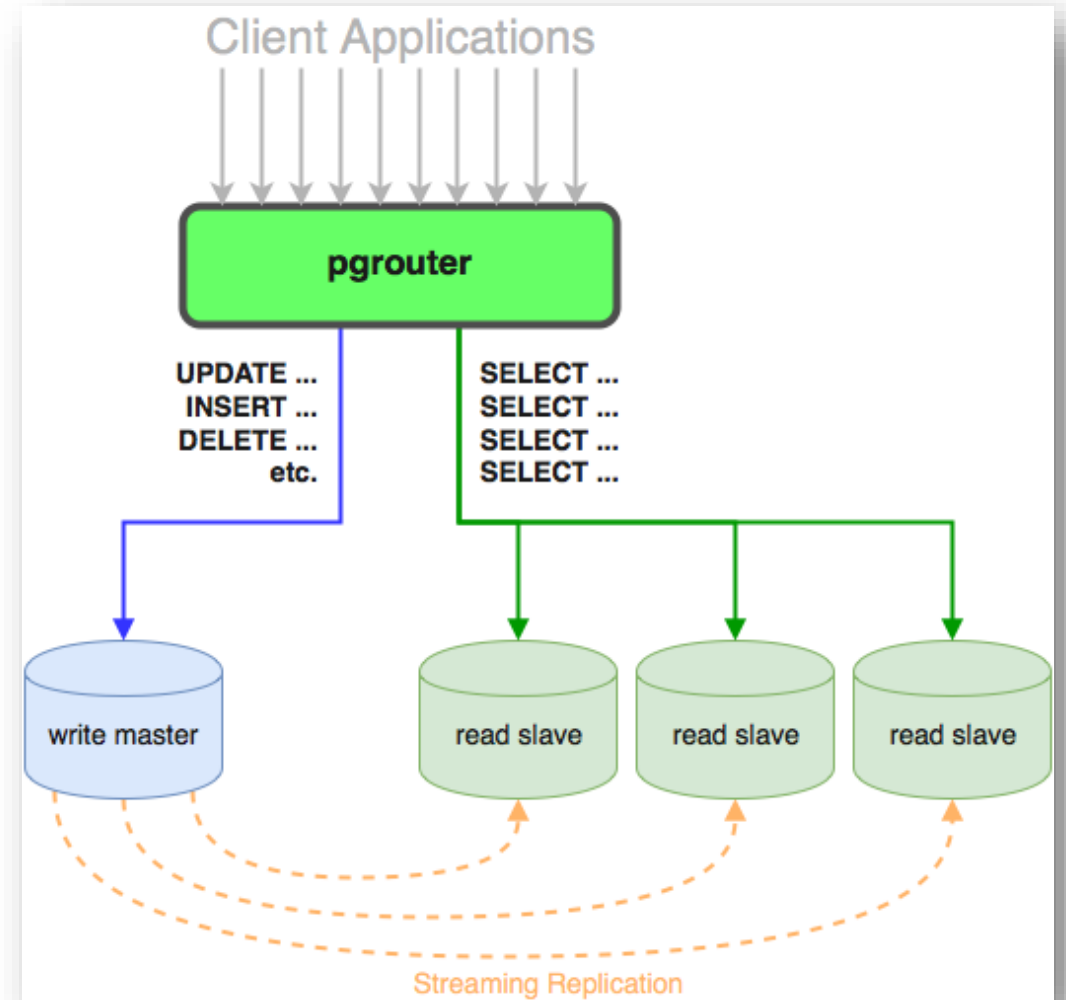 Client Applications
pgrouter
UPDATE ...
INSERT ...
DELETE ...
etc.
SELECT ...
SELECT ...
SELECT ...
SELECT ...
write master
read slave
read slave
read slave
Streaming Replication